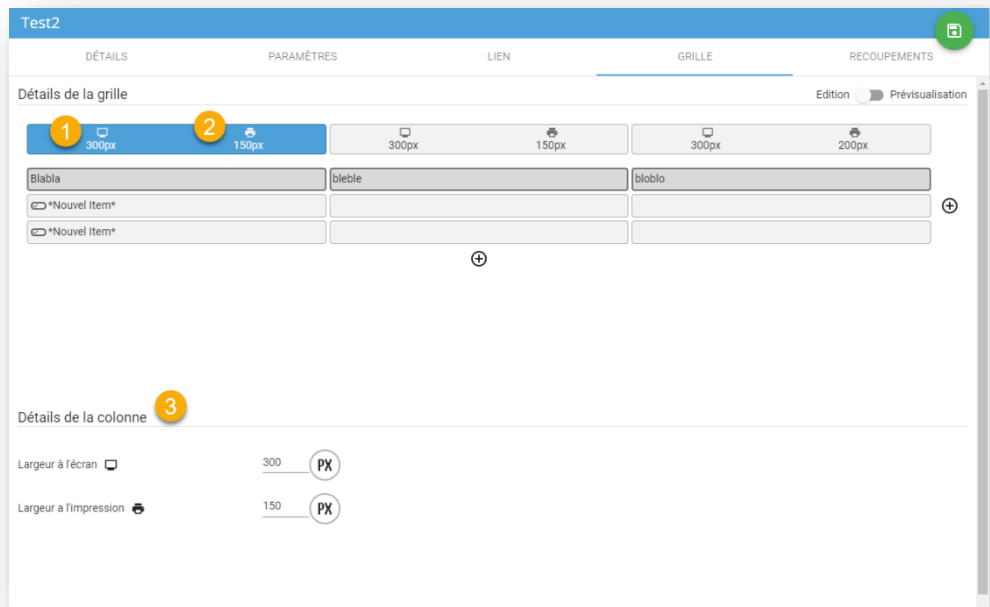 Test2
DÉTAILS PARAMÈTRES LIEN GRILLE RECOUPEMENTS
Détails de la grille Edition Prévisualisation
1 2
300px 150px 300px 150px 300px 200px
Blabla bleble bloblo
*Nouvel Item*
*Nouvel Item*
Détails de la colonne 3
Largeur à l'écran 300 PX
Largeur a l'impression 150 PX